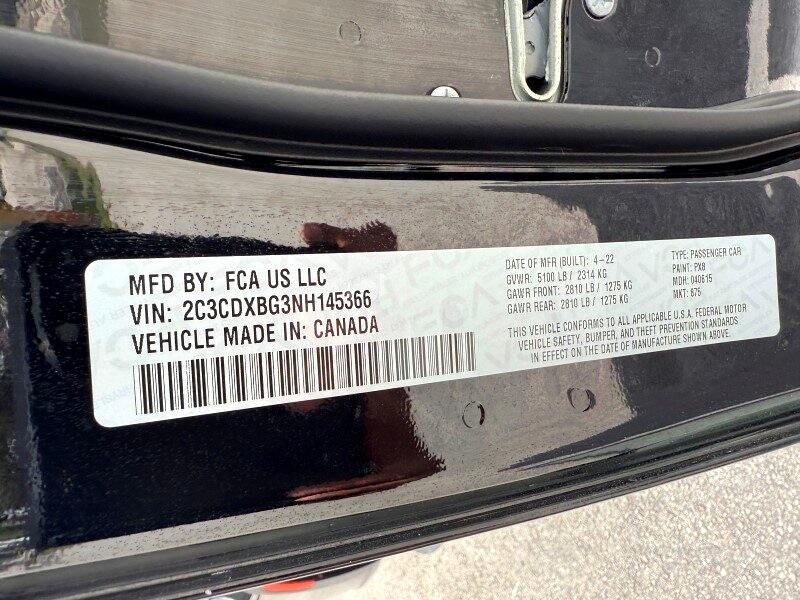 MFD BY: FCA US LLC
VIN: 2C3CDXBG3NH145366
VEHICLE MADE IN: CANADA
DATE OF MFR (BUILT): 4-22
GVWR: 5100 LB / 2314 KG
GAWR FRONT: 2810 LB / 1275 KG
GAWR REAR: 2810 LB / 1275 KG
TYPE: PASSENGER CAR
PAINT: PX8
MDH: 040615
MKT: 675
THIS VEHICLE CONFORMS TO ALL APPLICABLE U.S.A. FEDERAL MOTOR
VEHICLE SAFETY, BUMPER, AND THEFT PREVENTION STANDARDS
IN EFFECT ON THE DATE OF MANUFACTURE SHOWN ABOVE.